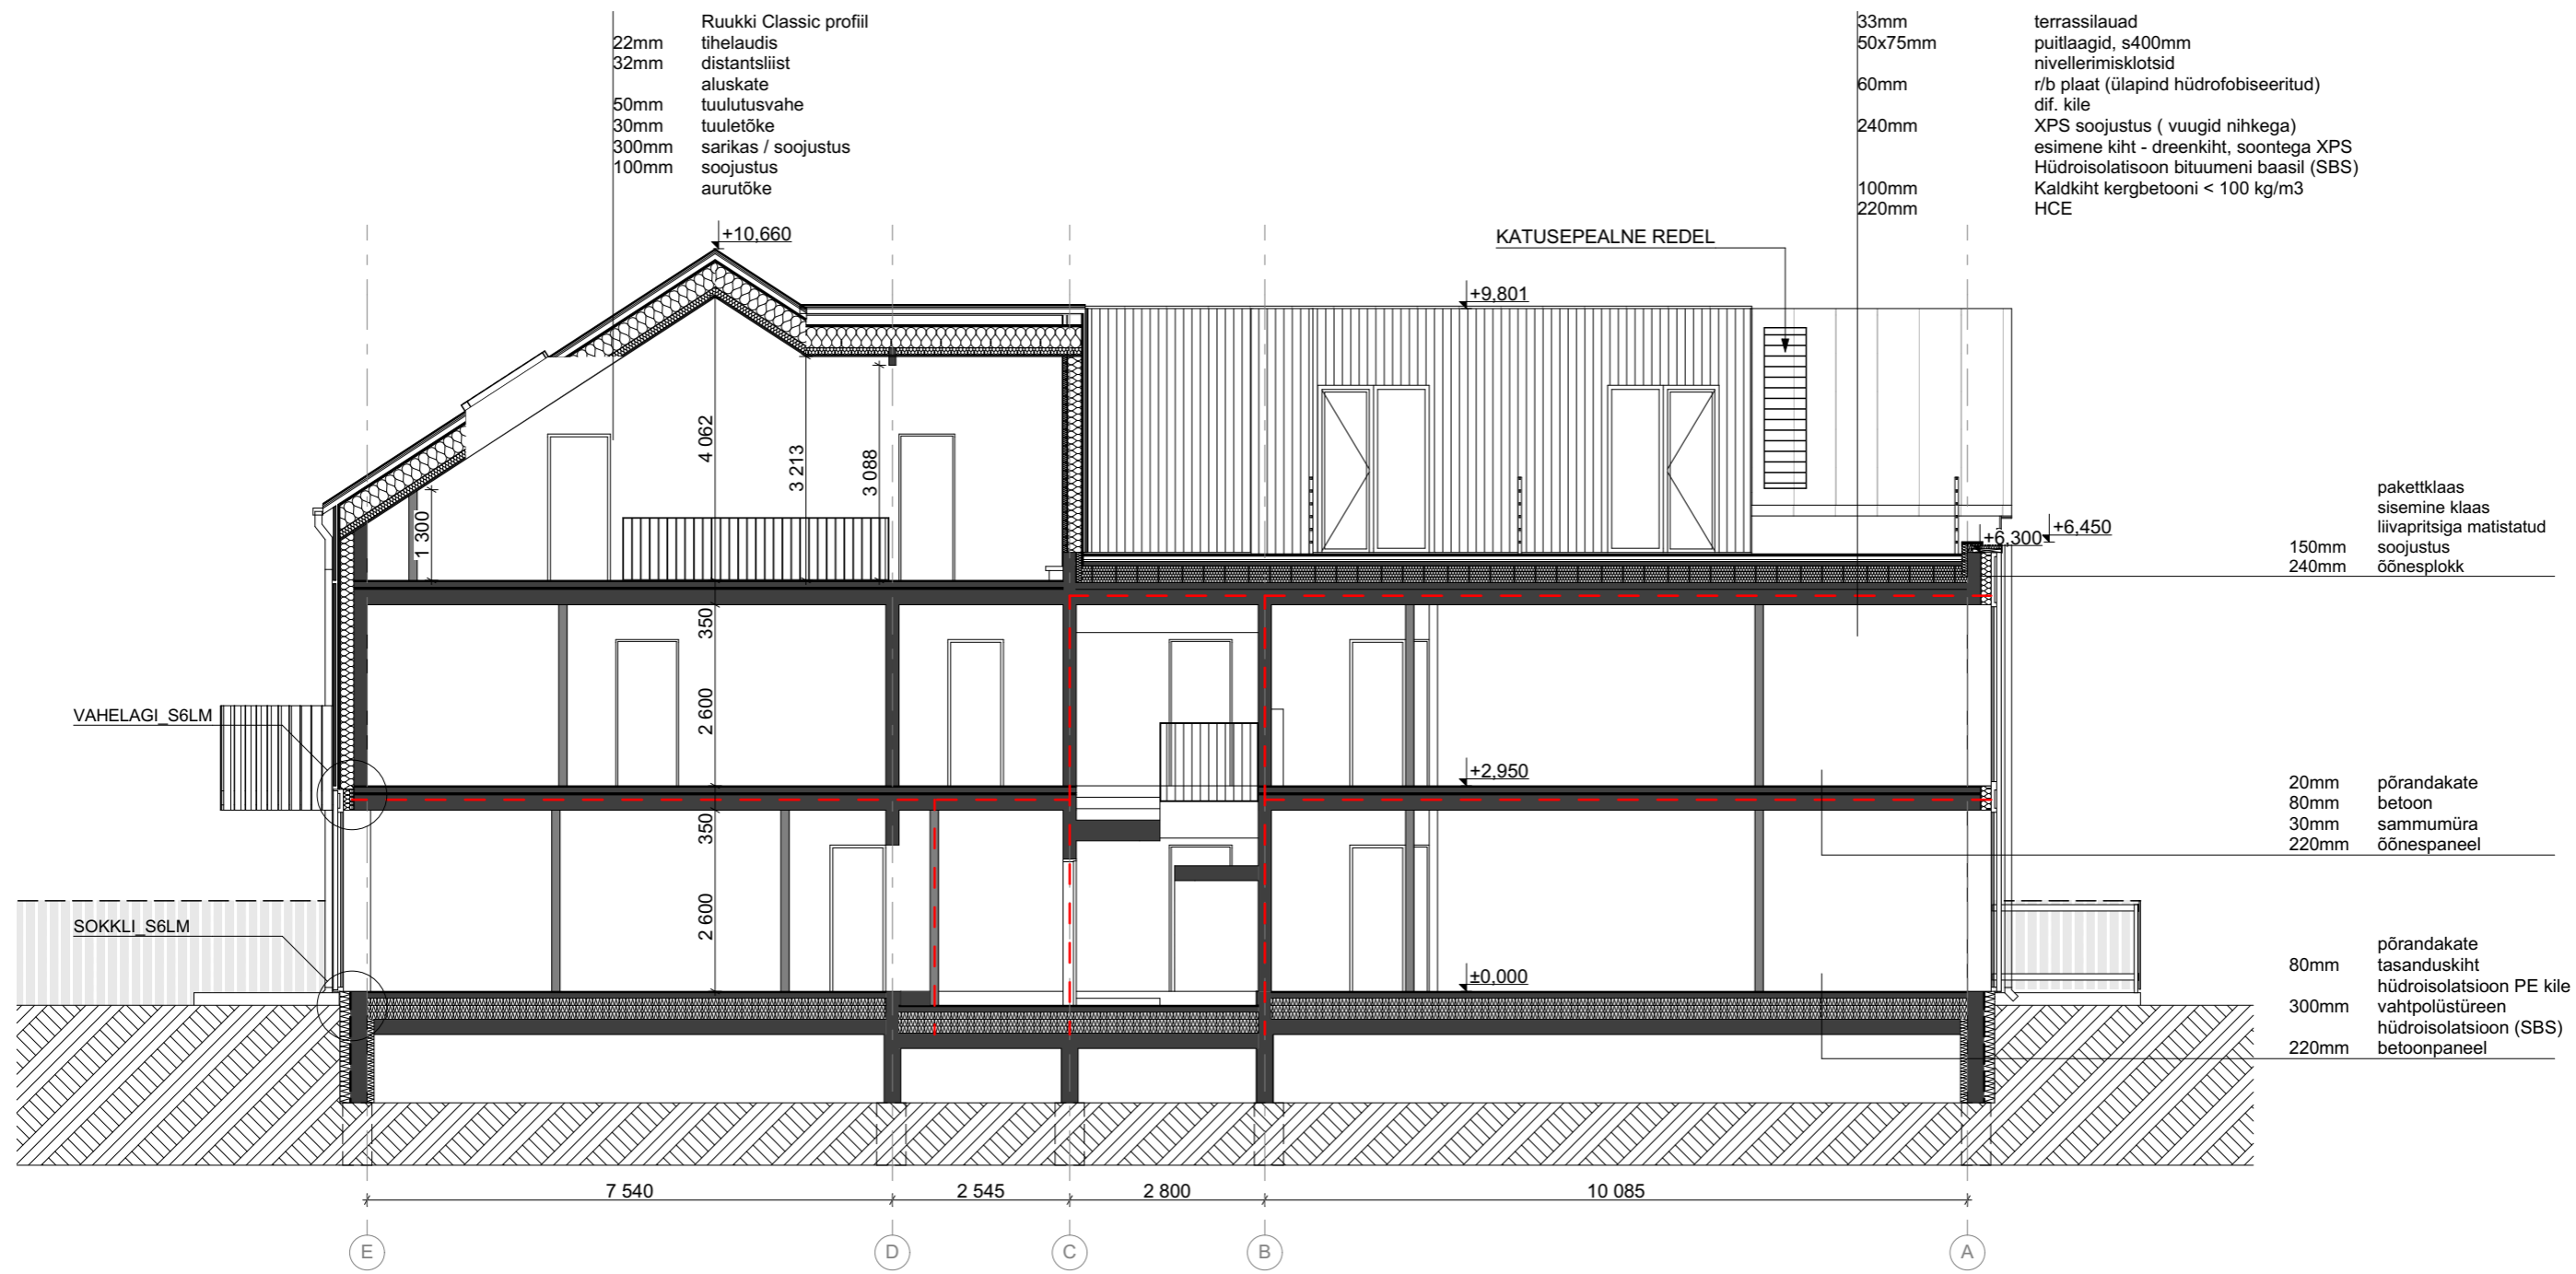 Ruukki Classic profiil
22mm tihelaudis
32mm distantsliist
aluskate
50mm tuulutusvahe
30mm tuuletõke
300mm sarikas / soojustus
100mm soojustus
aurutõke
33mm terrassilauad
50x75mm puitlaagid, s400mm
nivellerimisklotsid
60mm r/b plaat (ülapind hüdrofobiseeritud)
dif. kile
240mm XPS soojustus ( vuugid nihkega)
esimene kiht - dreenkiht, soontega XPS
Hüdroisolatisoon bituumeni baasil (SBS)
100mm Kaldkiht kergbetooni < 100 kg/m3
220mm HCE
+10,660
KATUSEPEALNE REDEL
+9,801
4 062
3 213
3 088
1 300
+6,300
+6,450
pakettklaas
sisemine klaas
liivapritsiga matistatud
150mm soojustus
240mm õõnesplokk
350
2 600
VAHELAGI_S6LM
+2,950
20mm põrandakate
80mm betoon
30mm sammumüra
220mm õõnespaneel
350
2 600
SOKKLI_S6LM
±0,000
põrandakate
80mm tasanduskiht
hüdroisolatsioon PE kile
300mm vahtpolüstüreen
hüdroisolatsioon (SBS)
220mm betoonpaneel
7 540
2 545
2 800
10 085
E
D
C
B
A